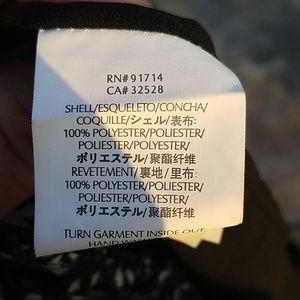 RN# 91714
CA# 32528
SHELL/ESQUELETO/CONCHA/
COQUILLE/シェル/表布:
100% POLYESTER/POLIESTER/
POLIESTER/POLYESTER/
ポリエステル/聚酯纤维
REVETEMENT/裏地/里布:
100% POLYESTER/POLIESTER/
POLIESTER/POLYESTER/
ポリエステル/聚酯纤维
TURN GARMENT INSIDE OUT
HAND